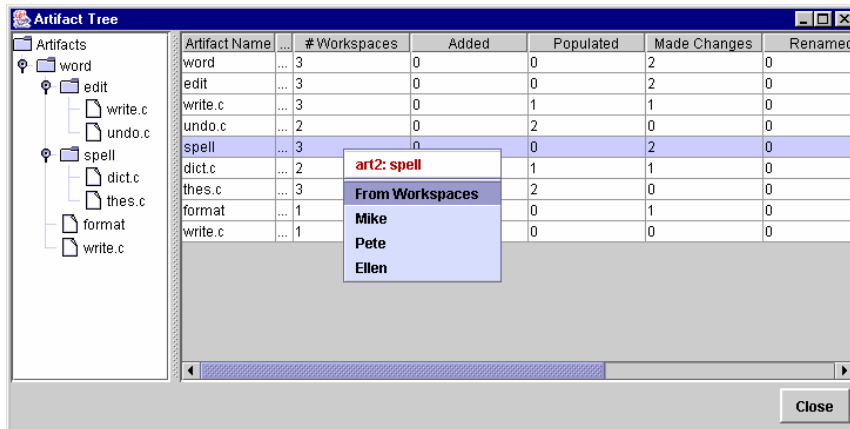 Artifact Tree
Artifacts
word
edit
write.c
undo.c
spell
dict.c
thes.c
format
write.c
Artifact Name ... # Workspaces Added Populated Made Changes Renamed
word ... 3 0 0 2 0
edit ... 3 0 0 2 0
write.c ... 3 0 1 1 0
undo.c ... 2 0 2 0 0
spell ... 3 0 0 2 0
dict.c ... 2 1 1 0
thes.c ... 3 2 0 0
format ... 1 0 1 0
write.c ... 1 0 0 0
art2: spell
From Workspaces
Mike
Pete
Ellen
Close